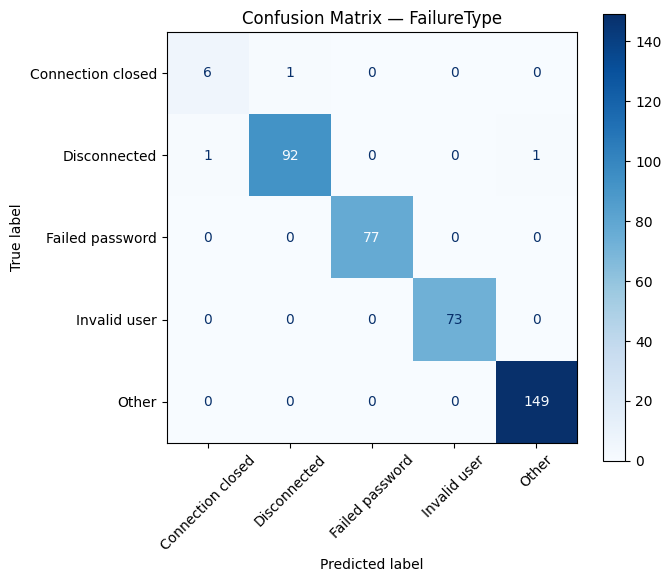 Confusion Matrix — FailureType
True label
Connection closed 6 1 0 0 0
Disconnected 1 92 0 0 1
Failed password 0 0 77 0 0
Invalid user 0 0 0 73 0
Other 0 0 0 0 149
Connection closed
Disconnected
Failed password
Invalid user
Other
Predicted label
140
120
100
80
60
40
20
0